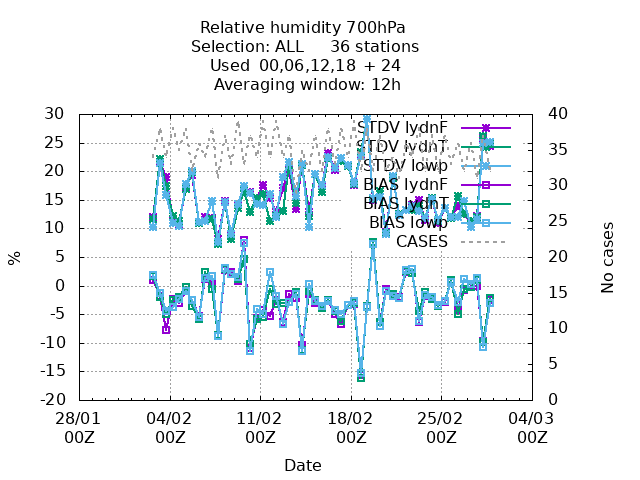 Relative humidity 700hPa
Selection: ALL 36 stations
Used 00,06,12,18 + 24
Averaging window: 12h
30 40
25 35
20 30
15 25
10 20
5 15
0 10
-5 5
-10 0
-15
-20
%
No cases
STDV lydnF
STDV lydnT
STDV lowp
BIAS lydnF
BIAS lydnT
BIAS lowp
CASES
28/01 04/02 11/02 18/02 25/02 04/03
00Z 00Z 00Z 00Z 00Z 00Z
Date